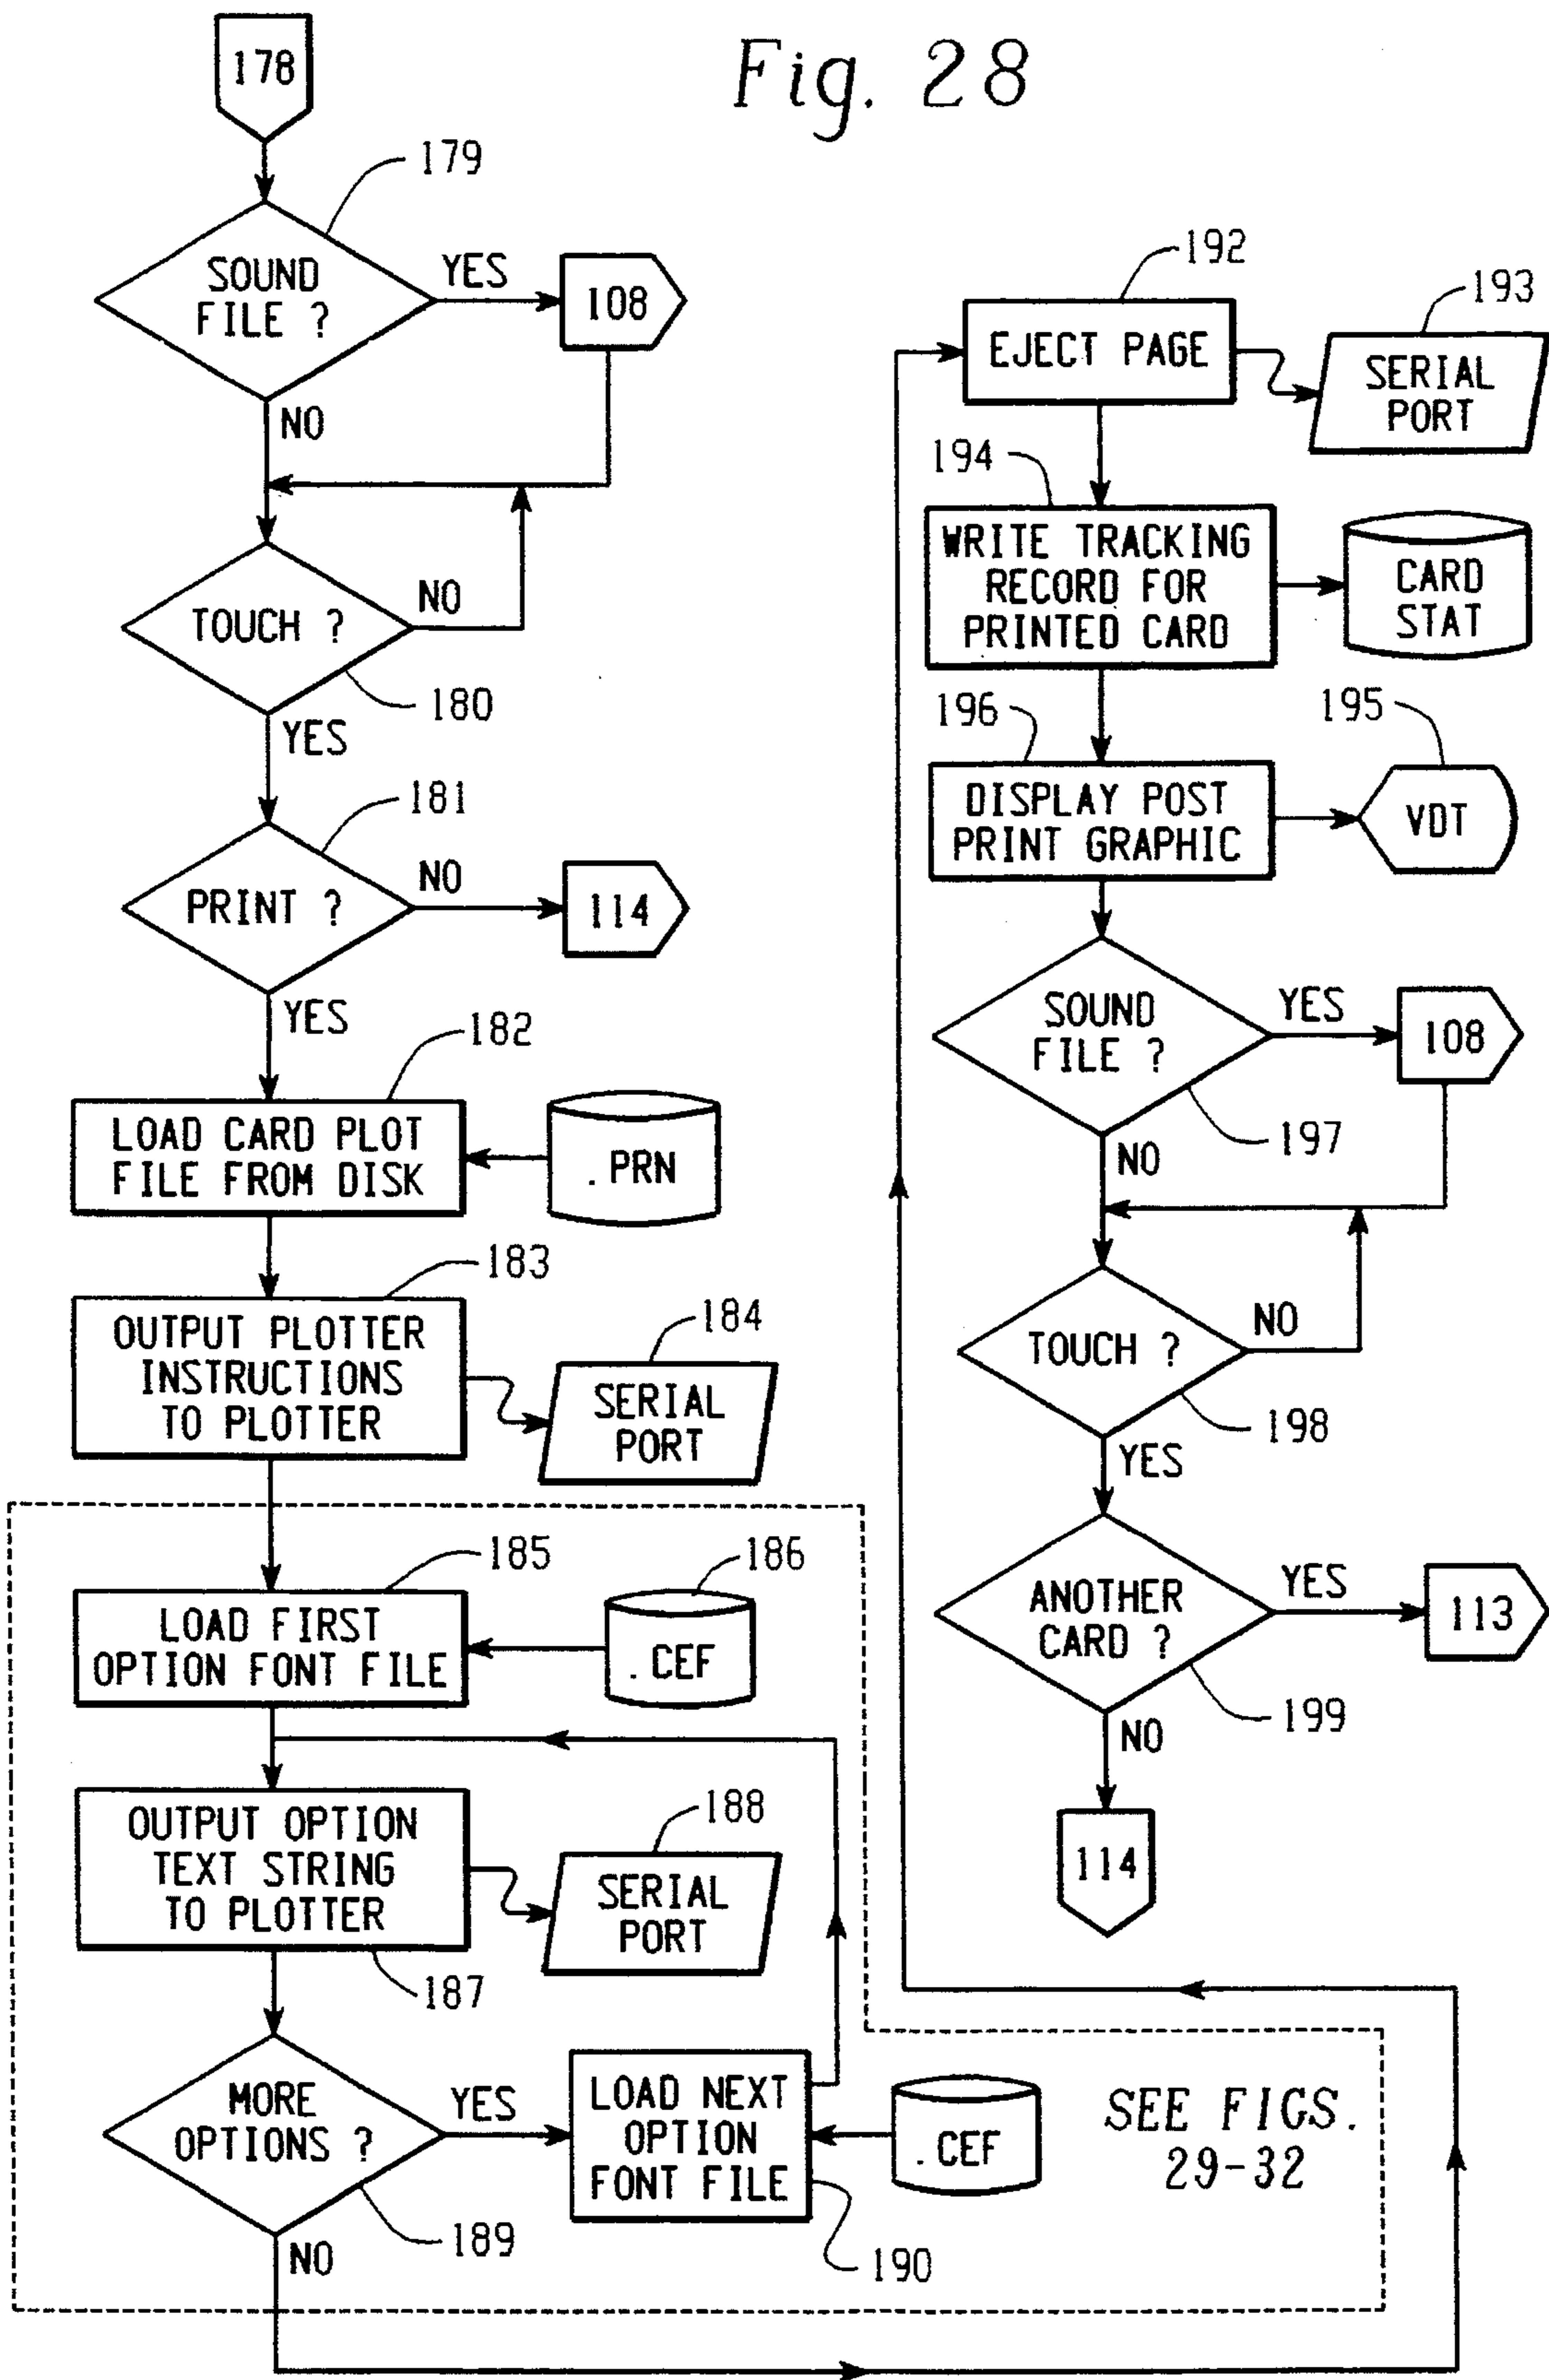 Fig. 28
178
179
SOUND
FILE ?
YES
108
NO
TOUCH ?
NO
180
YES
181
PRINT ?
NO
114
YES
182
LOAD CARD PLOT
FILE FROM DISK
.PRN
183
OUTPUT PLOTTER
INSTRUCTIONS
TO PLOTTER
184
SERIAL
PORT
185
LOAD FIRST
OPTION FONT FILE
186
.CEF
OUTPUT OPTION
TEXT STRING
TO PLOTTER
187
188
SERIAL
PORT
MORE
OPTIONS ?
YES
189
NO
LOAD NEXT
OPTION
FONT FILE
190
.CEF
SEE FIGS.
29-32
192
EJECT PAGE
193
SERIAL
PORT
194
WRITE TRACKING
RECORD FOR
PRINTED CARD
CARD
STAT
196
DISPLAY POST
PRINT GRAPHIC
195
VDT
SOUND
FILE ?
YES
108
197
NO
TOUCH ?
NO
198
YES
ANOTHER
CARD ?
YES
113
199
NO
114